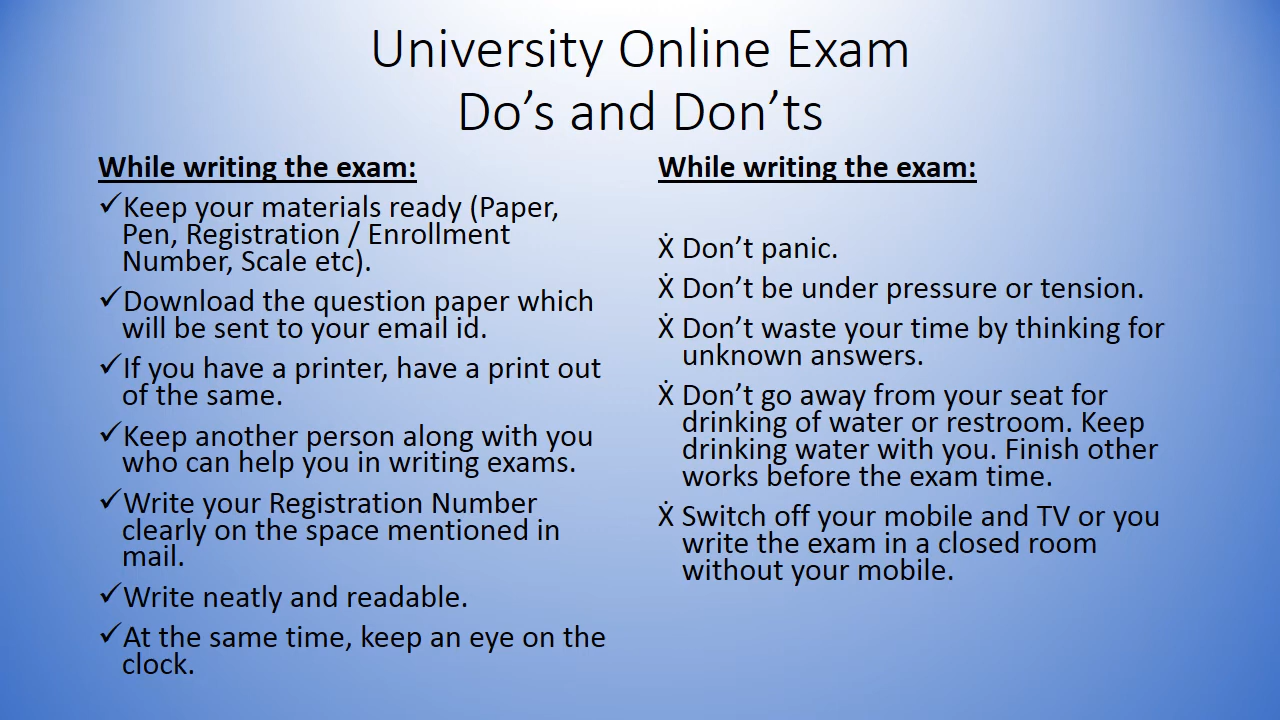 University Online Exam
Do’s and Don’ts
While writing the exam:
✓Keep your materials ready (Paper,
Pen, Registration / Enrollment
Number, Scale etc).
✓Download the question paper which
will be sent to your email id.
✓If you have a printer, have a print out
of the same.
✓Keep another person along with you
who can help you in writing exams.
✓Write your Registration Number
clearly on the space mentioned in
mail.
✓Write neatly and readable.
✓At the same time, keep an eye on the
clock.
While writing the exam:
Ẋ Don’t panic.
Ẋ Don’t be under pressure or tension.
Ẋ Don’t waste your time by thinking for
unknown answers.
Ẋ Don’t go away from your seat for
drinking of water or restroom. Keep
drinking water with you. Finish other
works before the exam time.
Ẋ Switch off your mobile and TV or you
write the exam in a closed room
without your mobile.